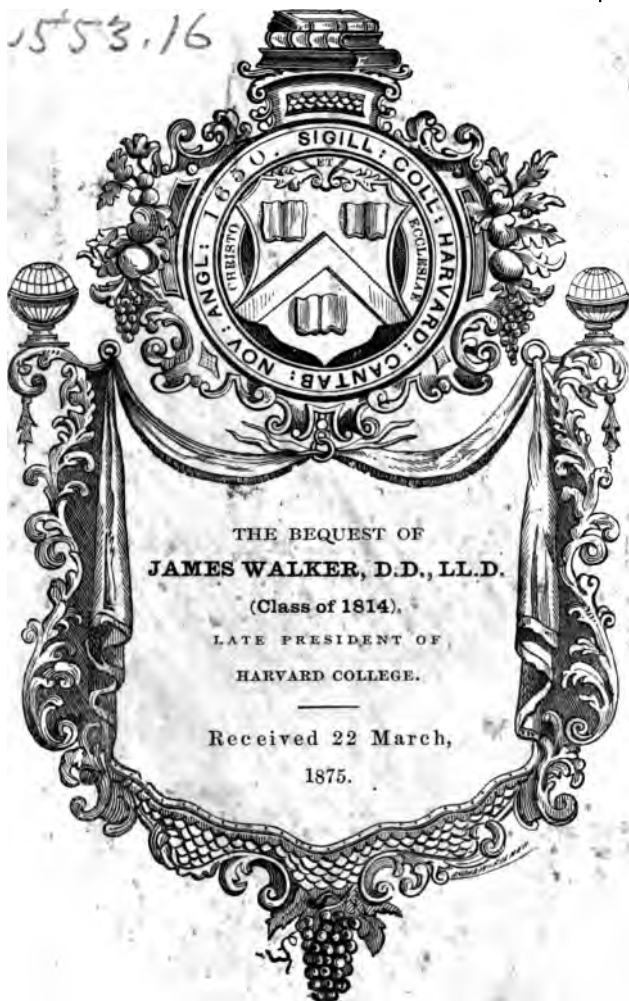 553.16
SIGILL: COLL: HARVARD: CANTAB: NOV: ANGL: 1650.
ET
CHRISTO
ECCLESIAE
THE BEQUEST OF
JAMES WALKER, D.D., LL.D.
(Class of 1814),
LATE PRESIDENT OF
HARVARD COLLEGE.
Received 22 March,
1875.